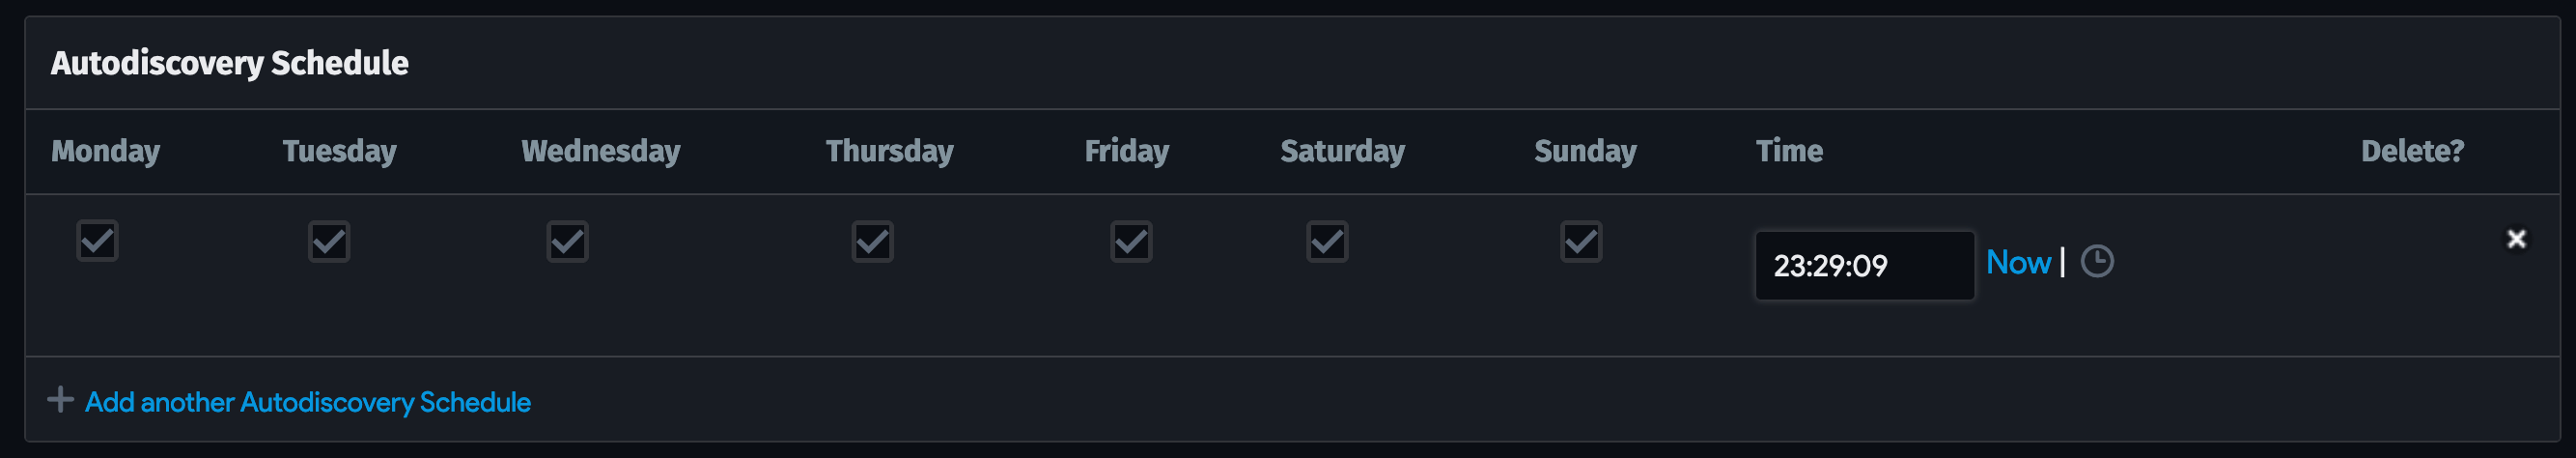 Autodiscovery Schedule
Monday Tuesday Wednesday Thursday Friday Saturday Sunday Time Delete?
23:29:09 Now |
Add another Autodiscovery Schedule